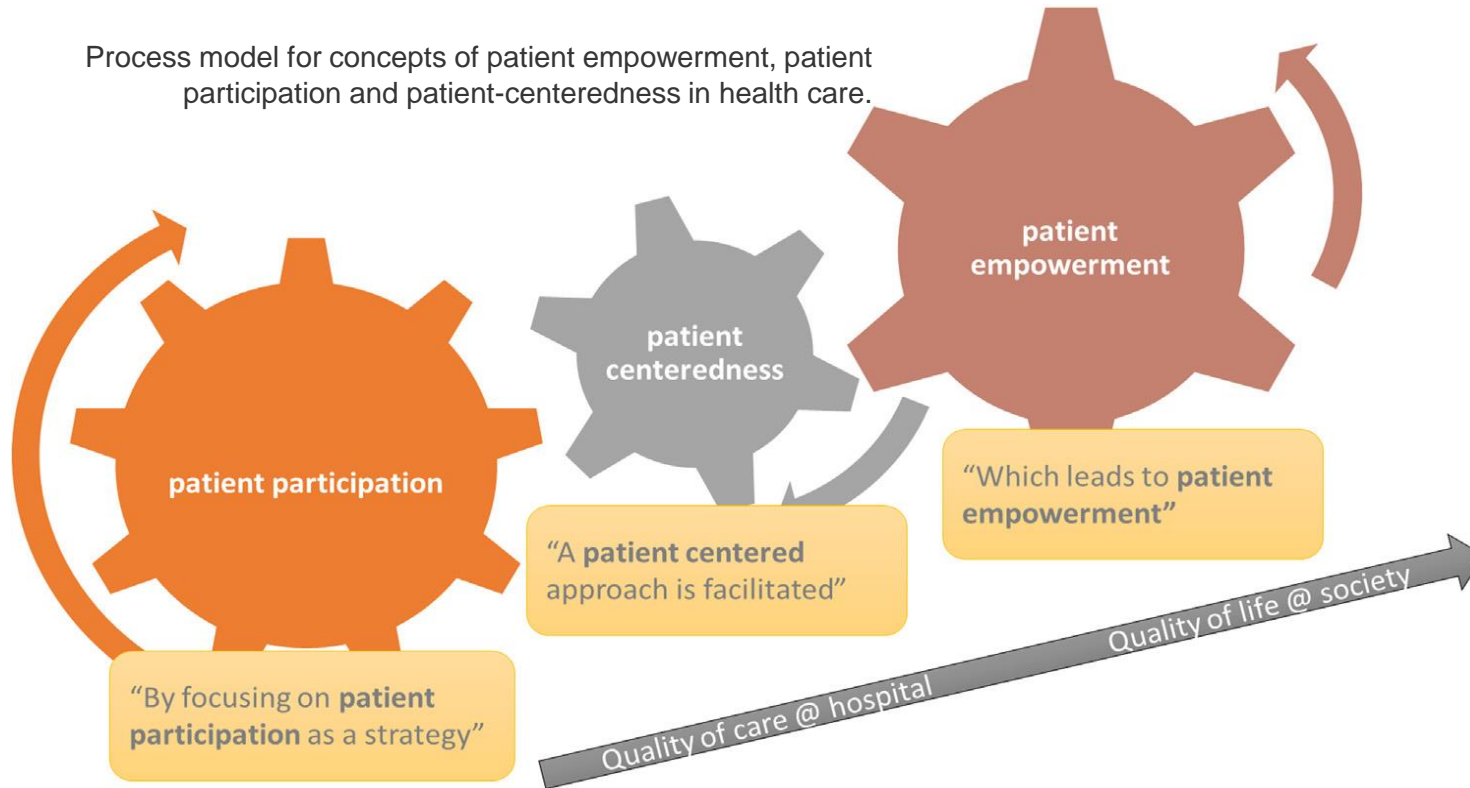 Process model for concepts of patient empowerment, patient
participation and patient-centeredness in health care.
patient participation
patient
centeredness
patient
empowerment
“By focusing on patient
participation as a strategy”
“A patient centered
approach is facilitated”
“Which leads to patient
empowerment”
Quality of care @ hospital
Quality of life @ society